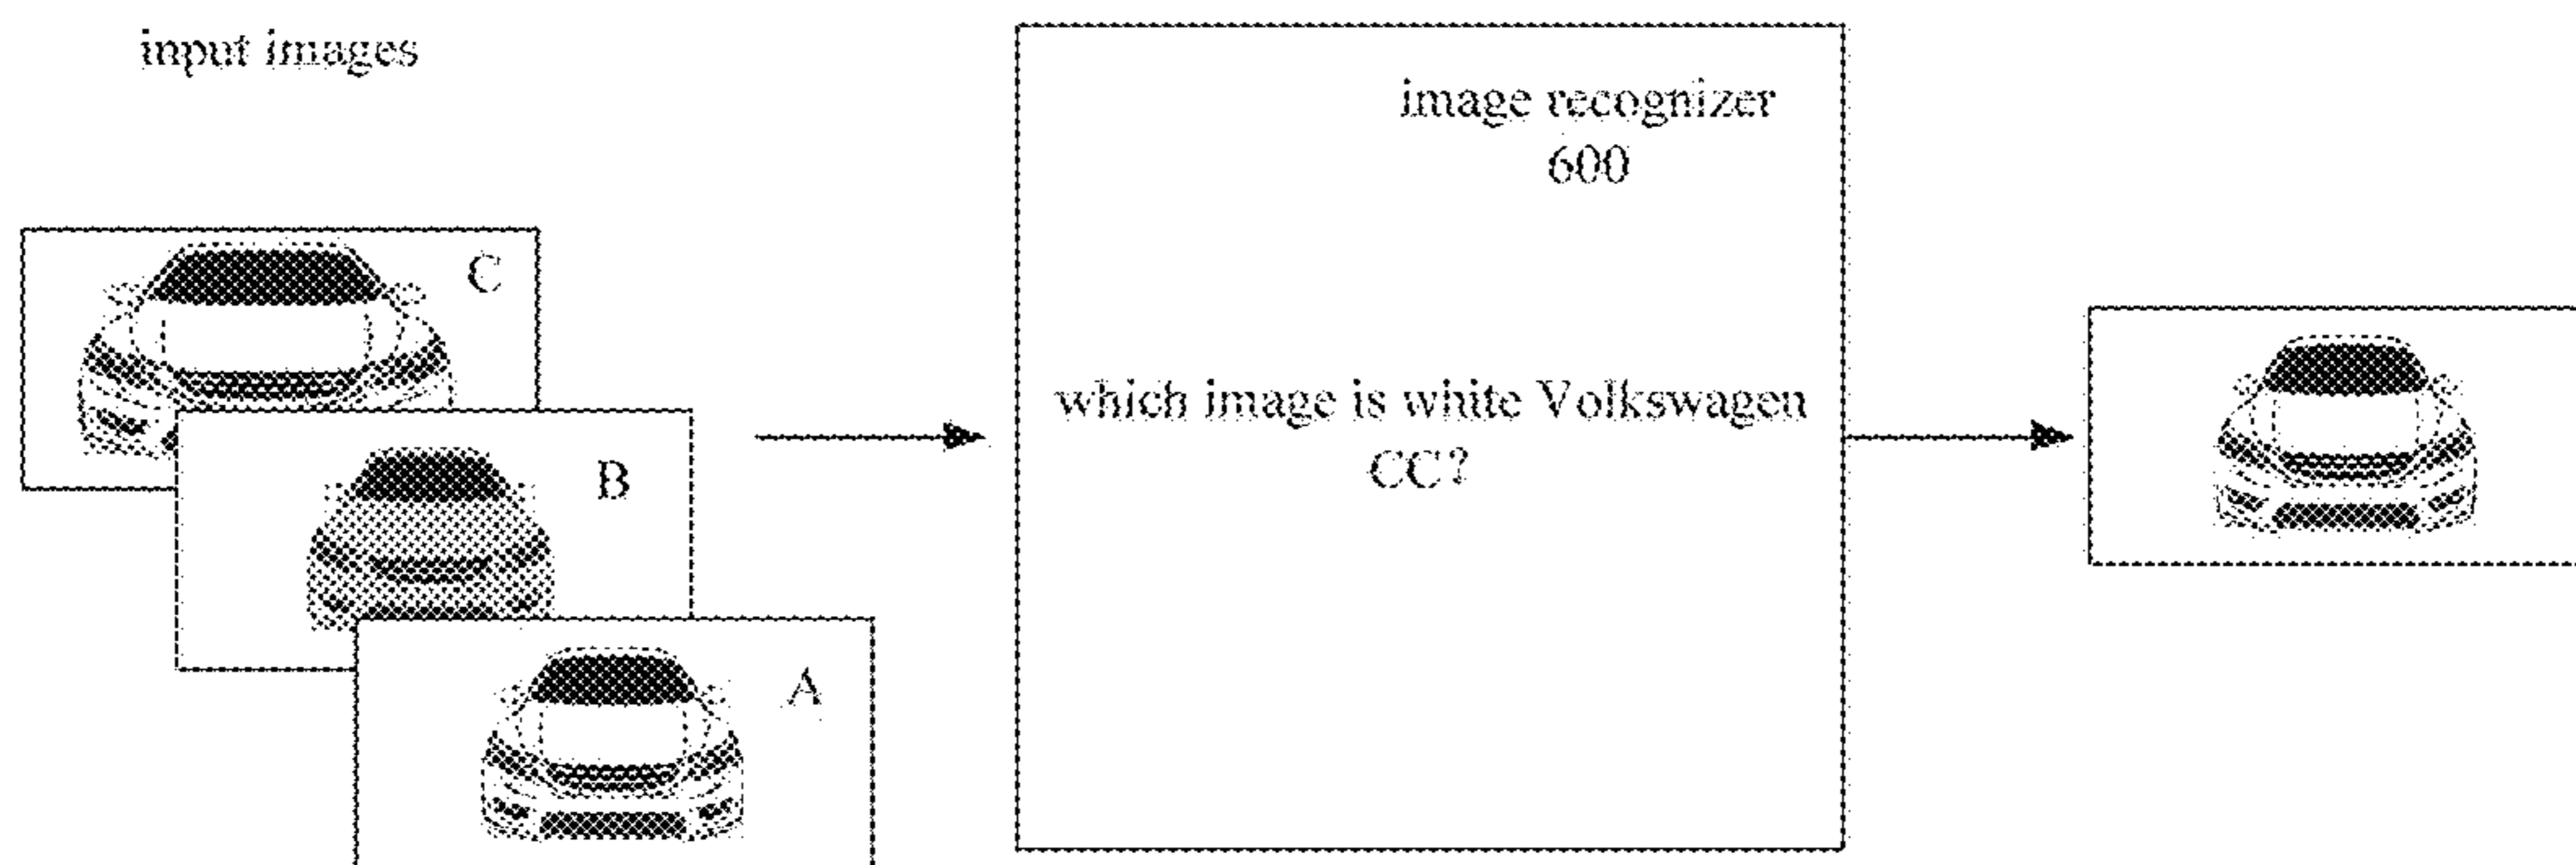 input images
image recognizer
600
C
B
A
which image is white Volkswagen
CC?